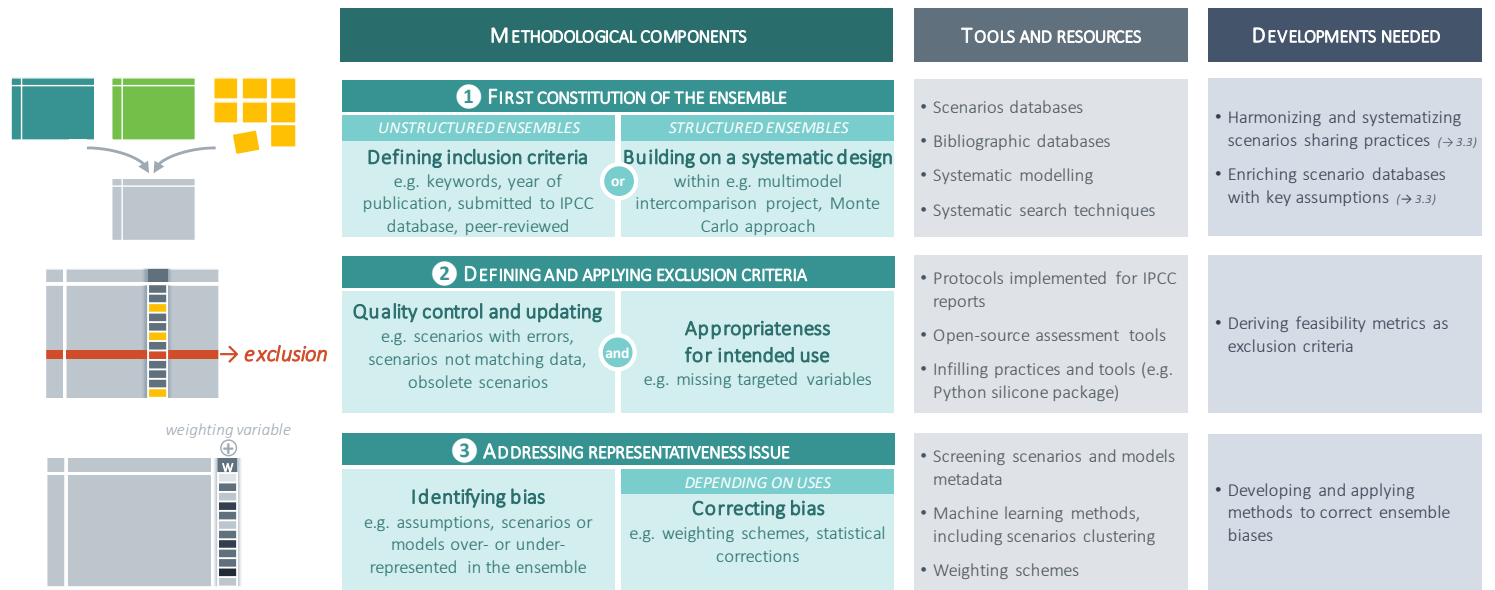 METHODOLOGICAL COMPONENTS
TOOLS AND RESOURCES
DEVELOPMENTS NEEDED
1 FIRST CONSTITUTION OF THE ENSEMBLE
UNSTRUCTURED ENSEMBLES
Defining inclusion criteria
e.g. keywords, year of
publication, submitted to IPCC
database, peer-reviewed
or
STRUCTURED ENSEMBLES
Building on a systematic design
within e.g. multimodel
intercomparison project, Monte
Carlo approach
• Scenarios databases
• Bibliographic databases
• Systematic modelling
• Systematic search techniques
• Harmonizing and systematizing
scenarios sharing practices (→ 3.3)
• Enriching scenario databases
with key assumptions (→ 3.3)
→ exclusion
2 DEFINING AND APPLYING EXCLUSION CRITERIA
Quality control and updating
e.g. scenarios with errors,
scenarios not matching data,
obsolete scenarios
and
Appropriateness
for intended use
e.g. missing targeted variables
• Protocols implemented for IPCC
reports
• Open-source assessment tools
• Infilling practices and tools (e.g.
Python silicone package)
• Deriving feasibility metrics as
exclusion criteria
weighting variable
+
W
3 ADDRESSING REPRESENTATIVENESS ISSUE
Identifying bias
e.g. assumptions, scenarios or
models over- or under-
represented in the ensemble
DEPENDING ON USES
Correcting bias
e.g. weighting schemes, statistical
corrections
• Screening scenarios and models
metadata
• Machine learning methods,
including scenarios clustering
• Weighting schemes
• Developing and applying
methods to correct ensemble
biases